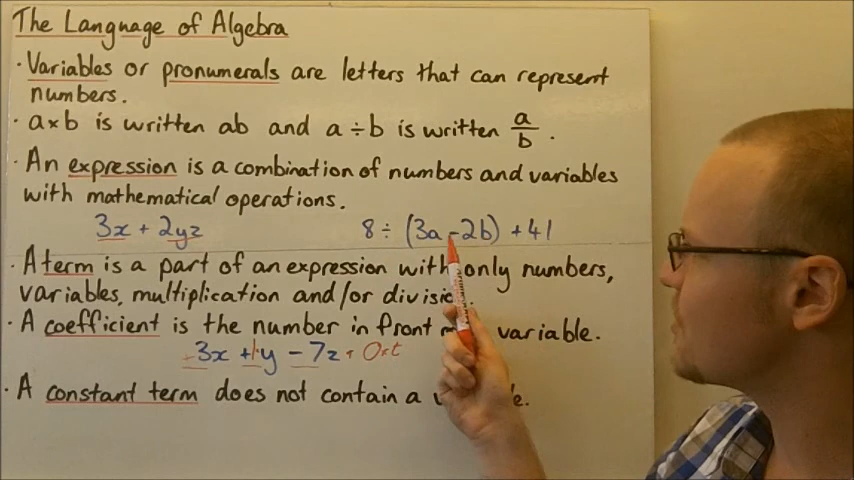 The Language of Algebra
· Variables or pronumerals are letters that can represent
numbers.
· a×b is written ab and a÷b is written a/b.
· An expression is a combination of numbers and variables
with mathematical operations.
3x + 2yz 8 ÷ (3a - 2b) + 41
· A term is a part of an expression with only numbers,
variables, multiplication and/or divisi
· A coefficient is the number in front variable.
+3x +1·y - 7z + 0×t
· A constant term does not contain a